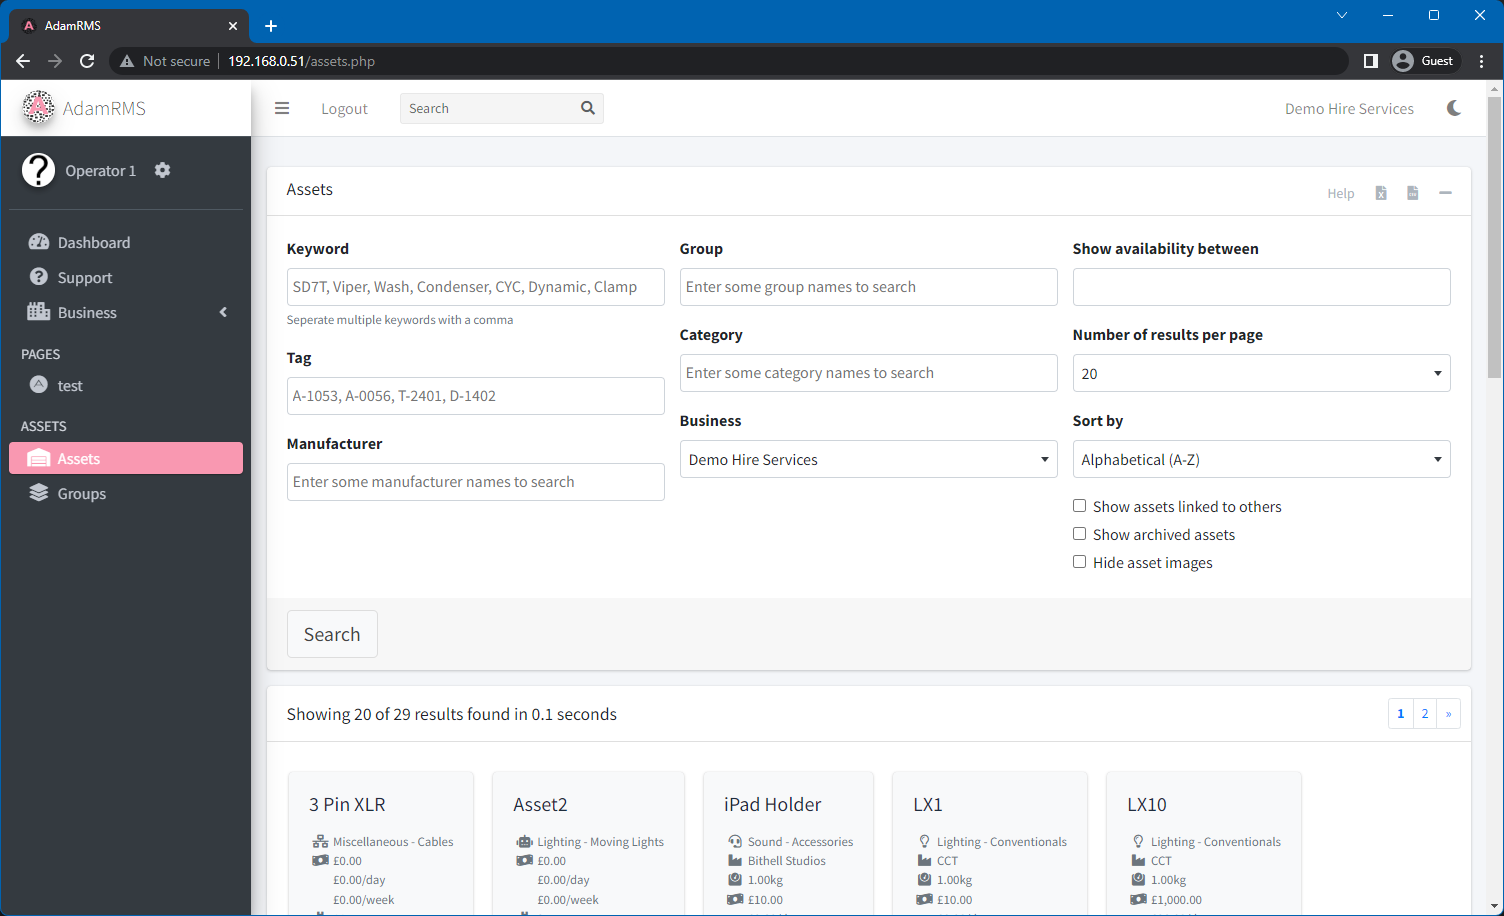 AdamRMS
Not secure
192.168.0.51/assets.php
Guest
AdamRMS
Logout
Search
Demo Hire Services
Operator 1
Dashboard
Support
Business
PAGES
test
ASSETS
Assets
Groups
Assets
Help
Keyword
SD7T, Viper, Wash, Condenser, CYC, Dynamic, Clamp
Seperate multiple keywords with a comma
Tag
A-1053, A-0056, T-2401, D-1402
Manufacturer
Enter some manufacturer names to search
Group
Enter some group names to search
Category
Enter some category names to search
Business
Demo Hire Services
Show availability between
Number of results per page
20
Sort by
Alphabetical (A-Z)
Show assets linked to others
Show archived assets
Hide asset images
Search
Showing 20 of 29 results found in 0.1 seconds
1 2 »
3 Pin XLR
Miscellaneous - Cables
£0.00
£0.00/day
£0.00/week
Asset2
Lighting - Moving Lights
£0.00
£0.00/day
£0.00/week
iPad Holder
Sound - Accessories
Bithell Studios
1.00kg
£10.00
LX1
Lighting - Conventionals
CCT
1.00kg
£10.00
LX10
Lighting - Conventionals
CCT
1.00kg
£1,000.00